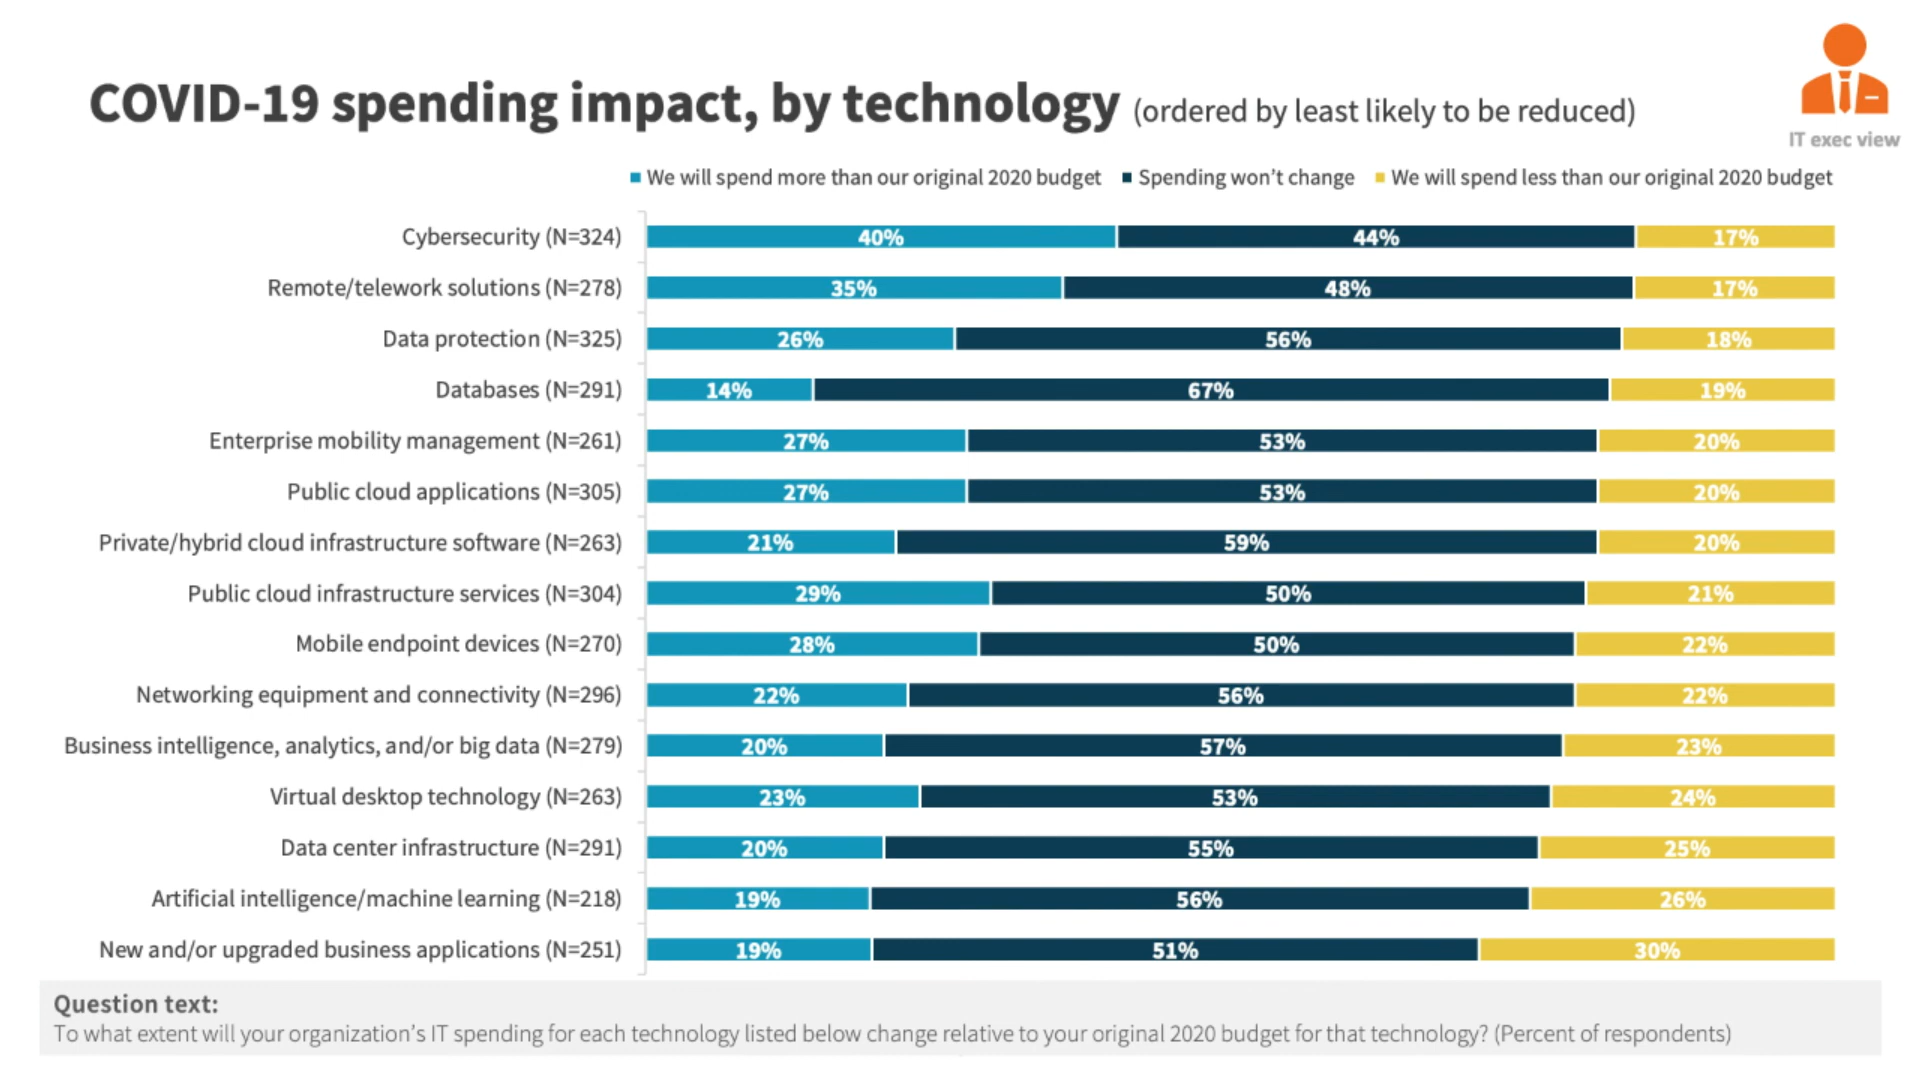 COVID-19 spending impact, by technology (ordered by least likely to be reduced)
IT exec view
We will spend more than our original 2020 budget Spending won't change We will spend less than our original 2020 budget
Cybersecurity (N=324) 40% 44% 17%
Remote/telework solutions (N=278) 35% 48% 17%
Data protection (N=325) 26% 56% 18%
Databases (N=291) 14% 67% 19%
Enterprise mobility management (N=261) 27% 53% 20%
Public cloud applications (N=305) 27% 53% 20%
Private/hybrid cloud infrastructure software (N=263) 21% 59% 20%
Public cloud infrastructure services (N=304) 29% 50% 21%
Mobile endpoint devices (N=270) 28% 50% 22%
Networking equipment and connectivity (N=296) 22% 56% 22%
Business intelligence, analytics, and/or big data (N=279) 20% 57% 23%
Virtual desktop technology (N=263) 23% 53% 24%
Data center infrastructure (N=291) 20% 55% 25%
Artificial intelligence/machine learning (N=218) 19% 56% 26%
New and/or upgraded business applications (N=251) 19% 51% 30%
Question text:
To what extent will your organization's IT spending for each technology listed below change relative to your original 2020 budget for that technology? (Percent of respondents)